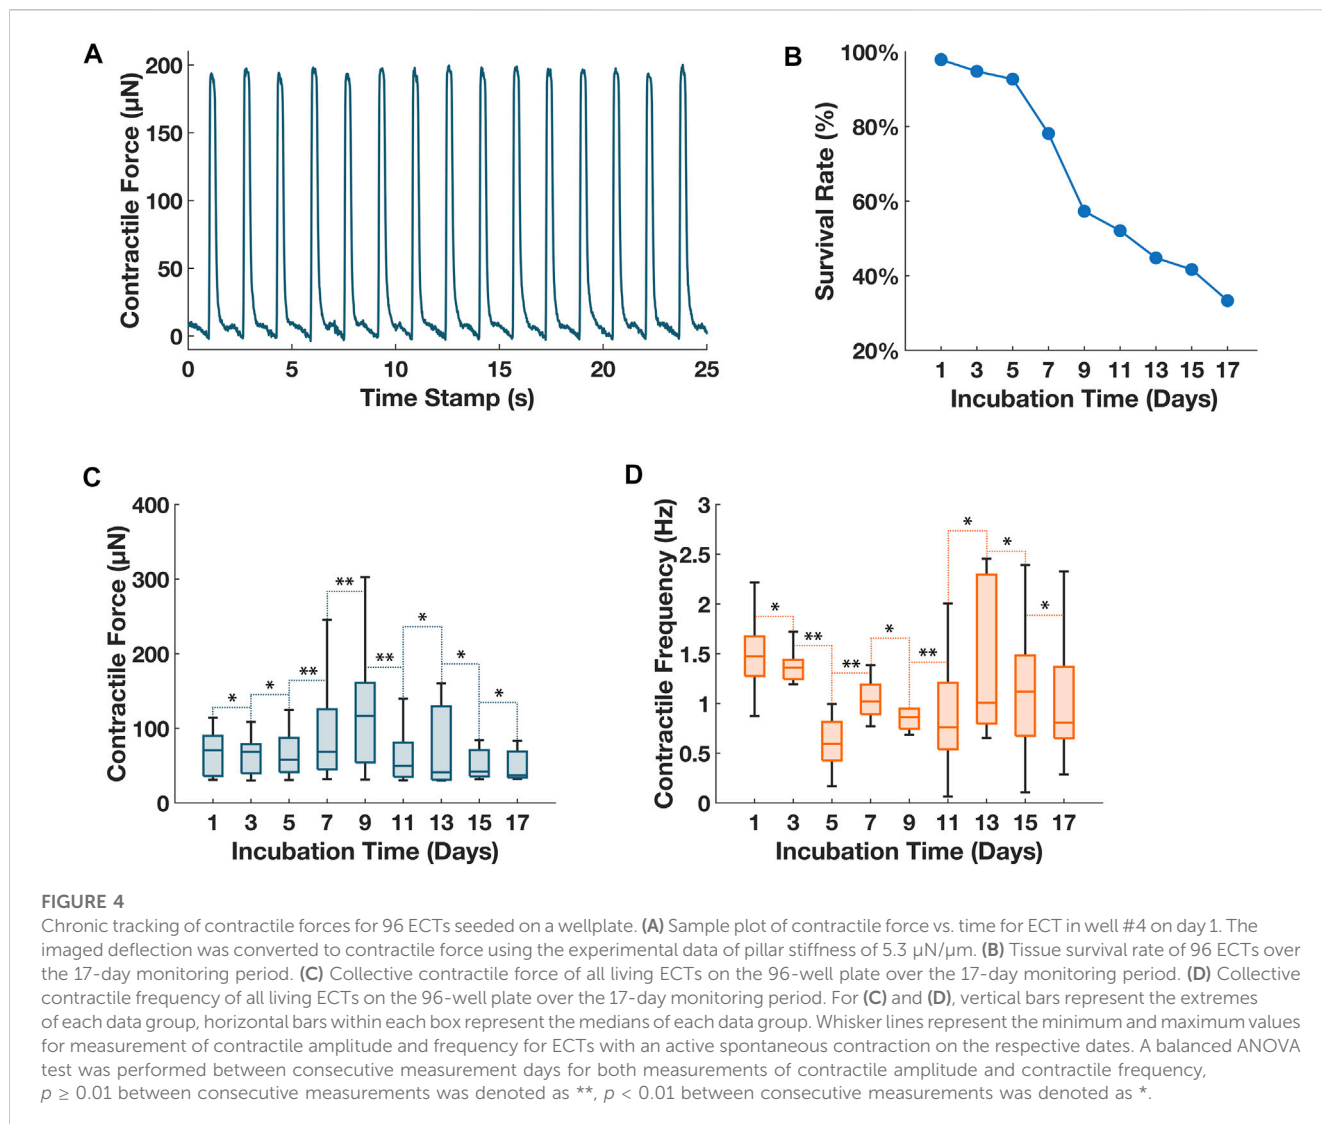 A
Contractile Force (µN)
200
150
100
50
0
0 5 10 15 20 25
Time Stamp (s)
B
Survival Rate (%)
100%
80%
60%
40%
20%
1 3 5 7 9 11 13 15 17
Incubation Time (Days)
C
Contractile Force (µN)
400
300
200
100
0
* * ** ** ** * * *
1 3 5 7 9 11 13 15 17
Incubation Time (Days)
D
Contractile Frequency (Hz)
3
2.5
2
1.5
1
0.5
0
* ** ** * ** * * *
1 3 5 7 9 11 13 15 17
Incubation Time (Days)
FIGURE 4
Chronic tracking of contractile forces for 96 ECTs seeded on a wellplate. (A) Sample plot of contractile force vs. time for ECT in well #4 on day 1. The
imaged deflection was converted to contractile force using the experimental data of pillar stiffness of 5.3 µN/µm. (B) Tissue survival rate of 96 ECTs over
the 17-day monitoring period. (C) Collective contractile force of all living ECTs on the 96-well plate over the 17-day monitoring period. (D) Collective
contractile frequency of all living ECTs on the 96-well plate over the 17-day monitoring period. For (C) and (D), vertical bars represent the extremes
of each data group, horizontal bars within each box represent the medians of each data group. Whisker lines represent the minimum and maximum values
for measurement of contractile amplitude and frequency for ECTs with an active spontaneous contraction on the respective dates. A balanced ANOVA
test was performed between consecutive measurement days for both measurements of contractile amplitude and contractile frequency,
p ≥ 0.01 between consecutive measurements was denoted as **, p < 0.01 between consecutive measurements was denoted as *.